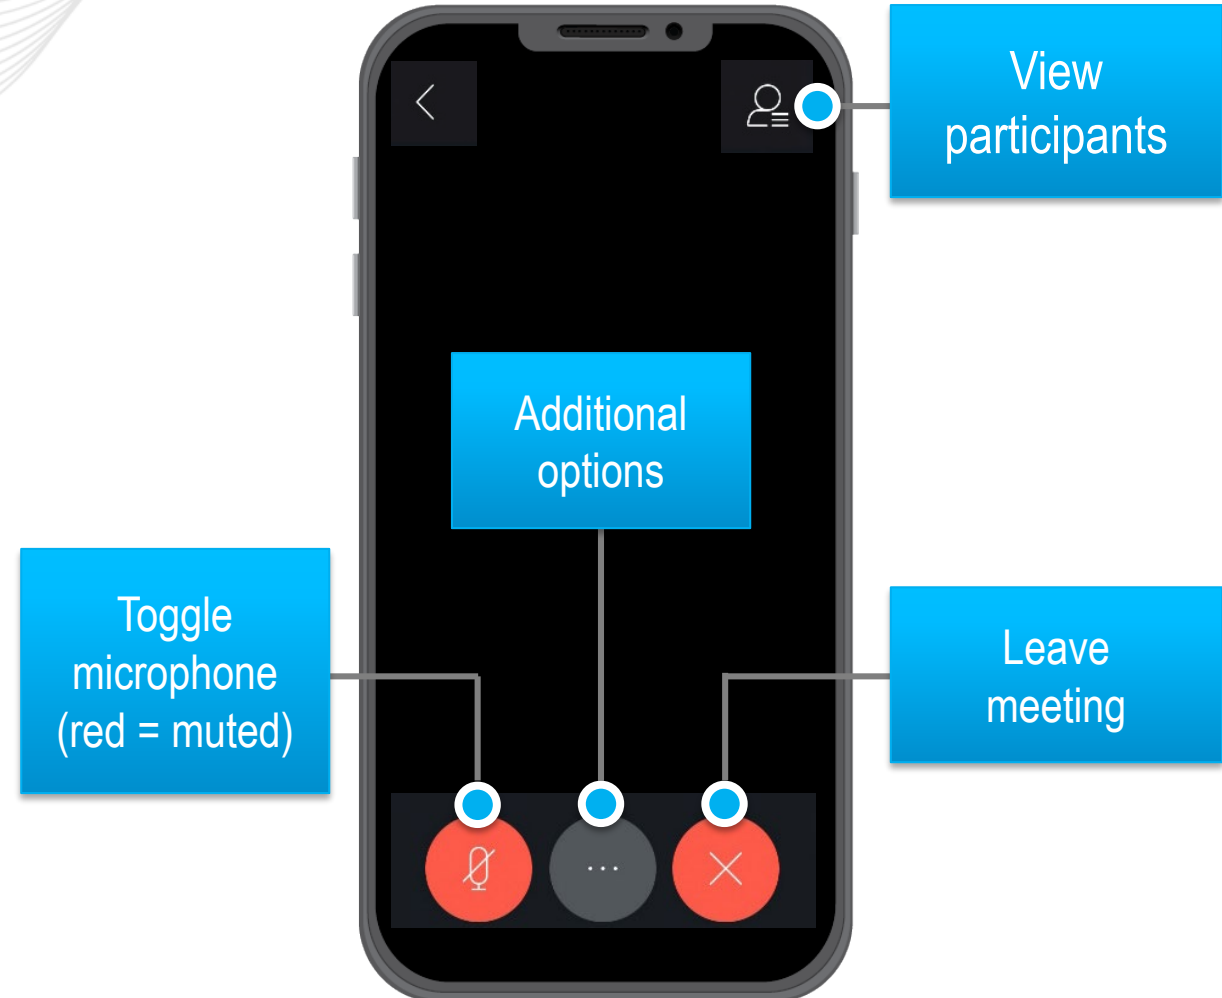 View
participants
Additional
options
Toggle
microphone
(red = muted)
Leave
meeting